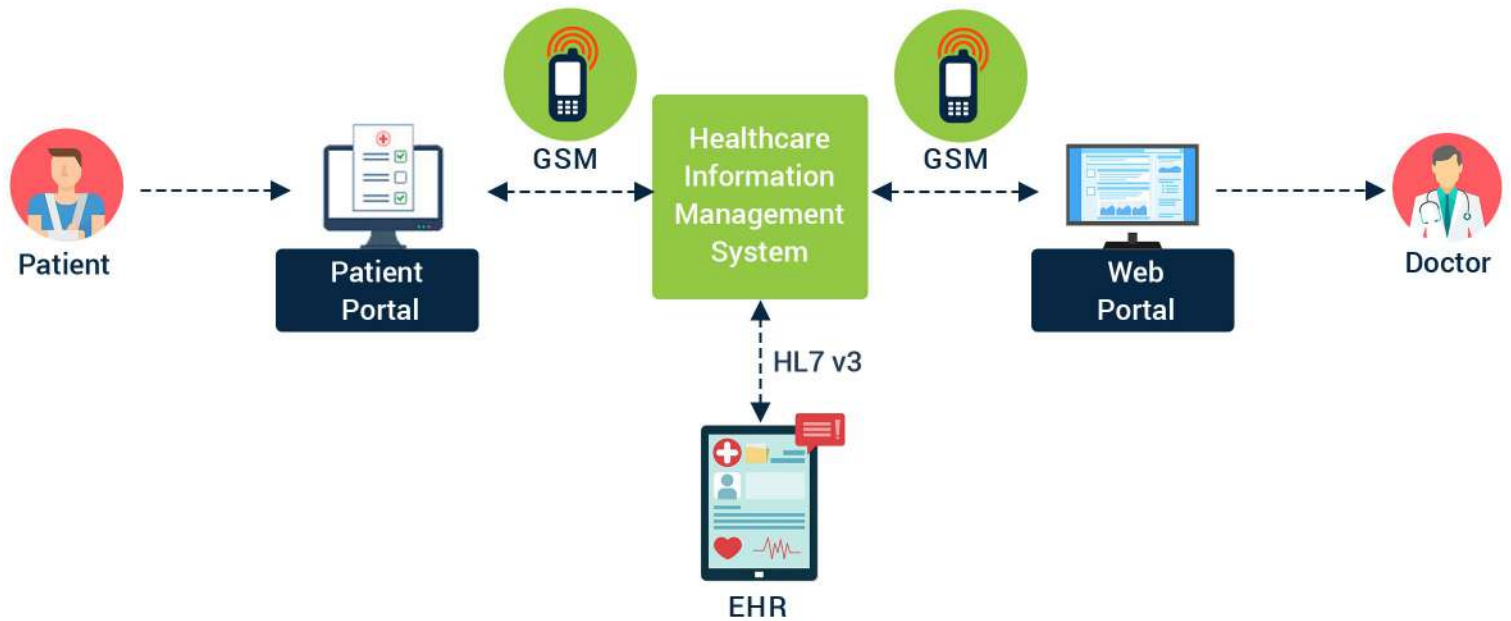 GSM
GSM
Healthcare
Information
Management
System
Patient
Patient
Portal
Web
Portal
Doctor
HL7 v3
EHR